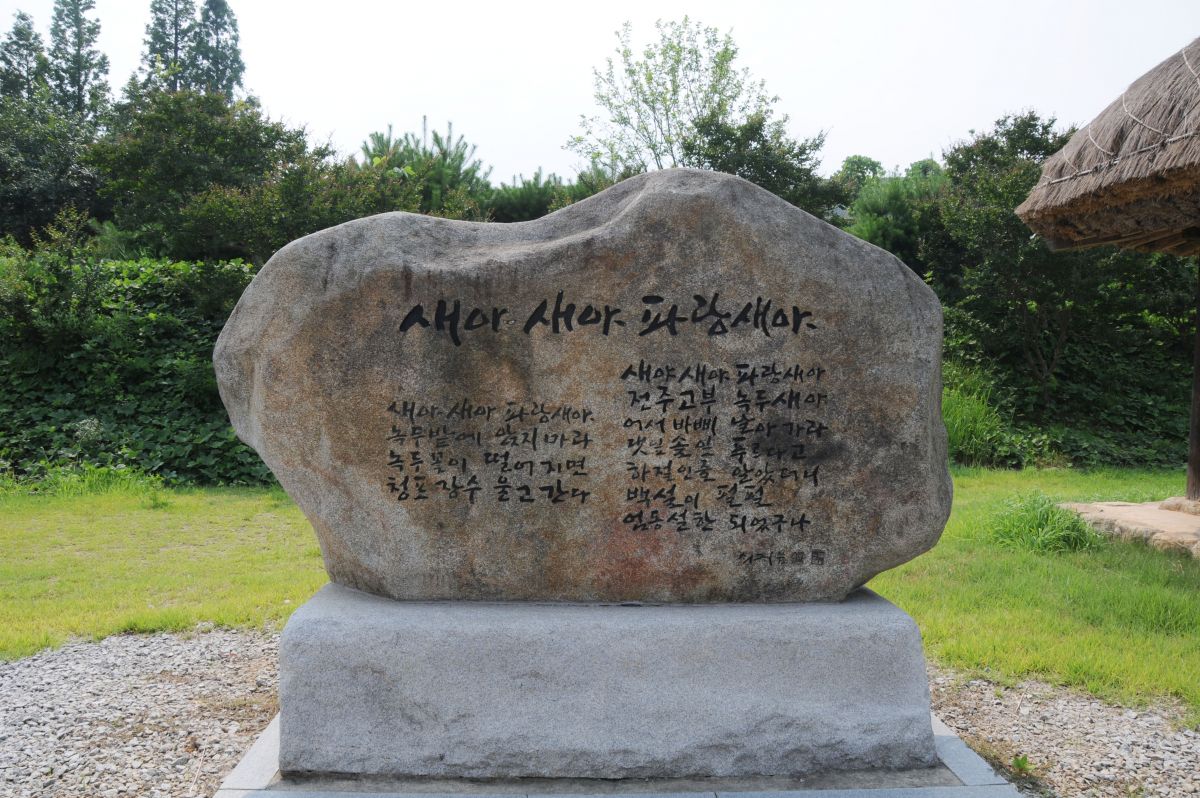 새야 새야 파랑새야
새야 새야 파랑새야
녹두밭에 앉지마라
녹두꽃이 떨어지면
청포장수 울고간다
새야 새야 파랑새야
전주고부 녹두새야
어서바삐 날아가라
댓잎솔잎 푸르다고
하절인줄 알았더니
백설이 펄펄
엄동설한 되었구나